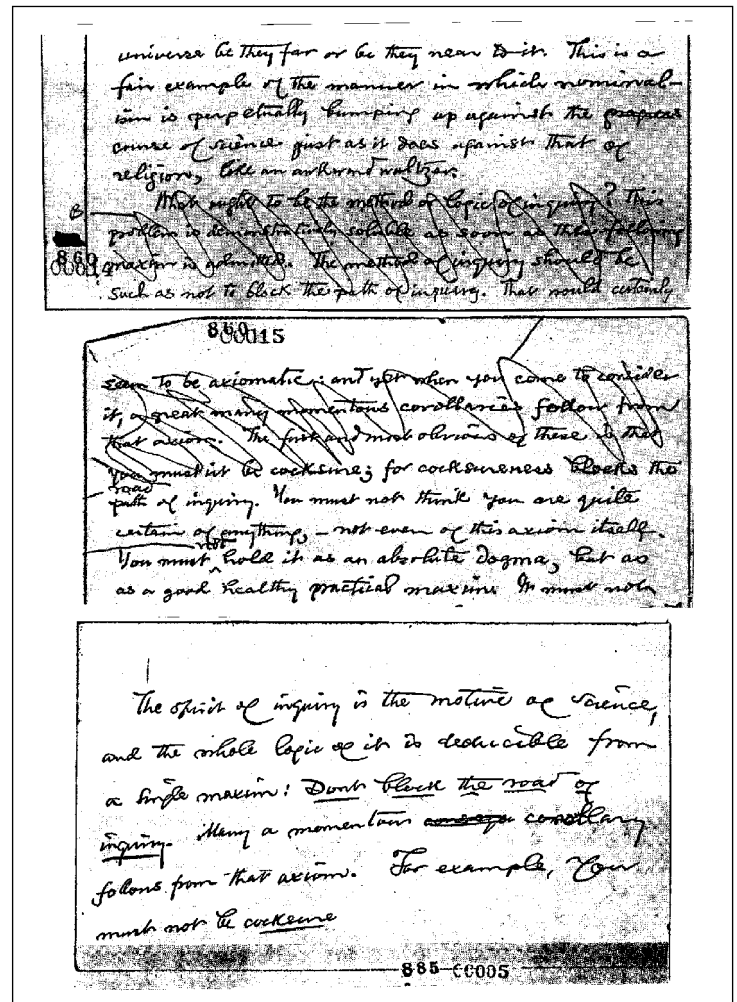 universe be they far or be they near to it. This is a
fair example of the manner in which nominal-
ism is perpetually bumping up against the
course of science just as it does against that of
religion, like an awkward waltzer.
What ought to be the method or logic of inquiry? This
B
problem is demonstratively soluble as soon as the following
860
00014
maxim is admitted. The method of inquiry should be
such as not to block the path of inquiry. That would certainly
860
00015
seem to be axiomatic; and yet when you come to consider
it, a great many momentous corollaries follow from
that axiom. The first and most obvious of these is that
you must not be cocksure; for cocksureness blocks the
road
path of inquiry. You must not think you are quite
certain of anything, – not even of this axiom itself.
not
You must hold it as an absolute dogma, but as
as a good healthy practical maxim. It must not
The spirit of inquiry is the motive of science,
and the whole logic of it is deducible from
a single maxim: Dont block the road of
inquiry. Many a momentous corollary
follows from that axiom. For example, You
must not be cocksure
885 00005